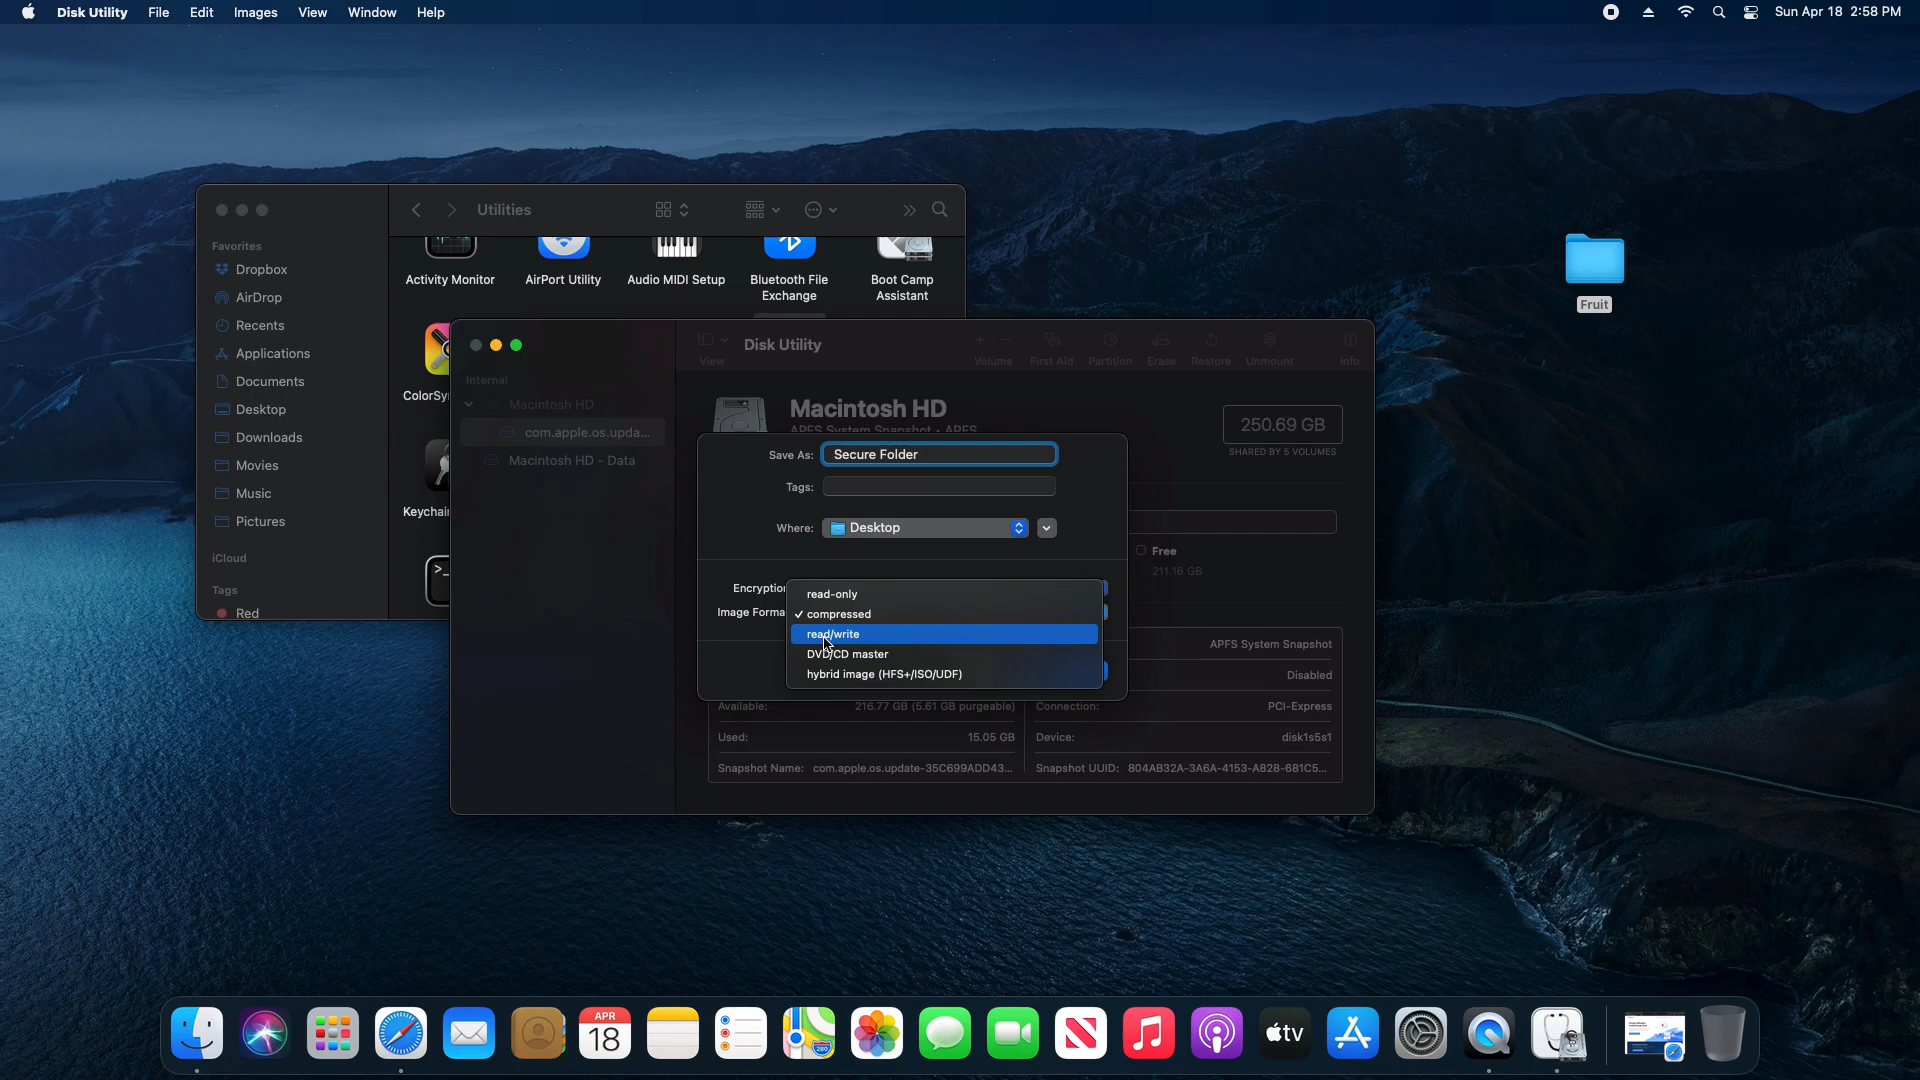 Disk Utility File Edit Images View Window Help
Sun Apr 18 2:58 PM
Utilities
Favorites
Dropbox
AirDrop
Recents
Applications
Documents
Desktop
Downloads
Movies
Music
Pictures
iCloud
Tags
Red
Activity Monitor
AirPort Utility
Audio MIDI Setup
Bluetooth File
Exchange
Boot Camp
Assistant
ColorSy
Keychai
Fruit
View
Disk Utility
Volume First Aid Partition Erase Restore Unmount Info
Internal
Macintosh HD
com.apple.os.upda...
Macintosh HD - Data
Macintosh HD
APFS System Snapshot • APFS
250.69 GB
SHARED BY 5 VOLUMES
Save As: Secure Folder
Tags:
Where: Desktop
Encryption
Image Forma
read-only
✓ compressed
read/write
DVD/CD master
hybrid image (HFS+/ISO/UDF)
Free
211.16 GB
APFS System Snapshot
Disabled
Available: 216.77 GB (5.61 GB purgeable)
Connection: PCI-Express
Used: 15.05 GB
Device: disk1s5s1
Snapshot Name: com.apple.os.update-35C699ADD43...
Snapshot UUID: 804AB32A-3A6A-4153-A828-681C5...
APR
18
280
tv